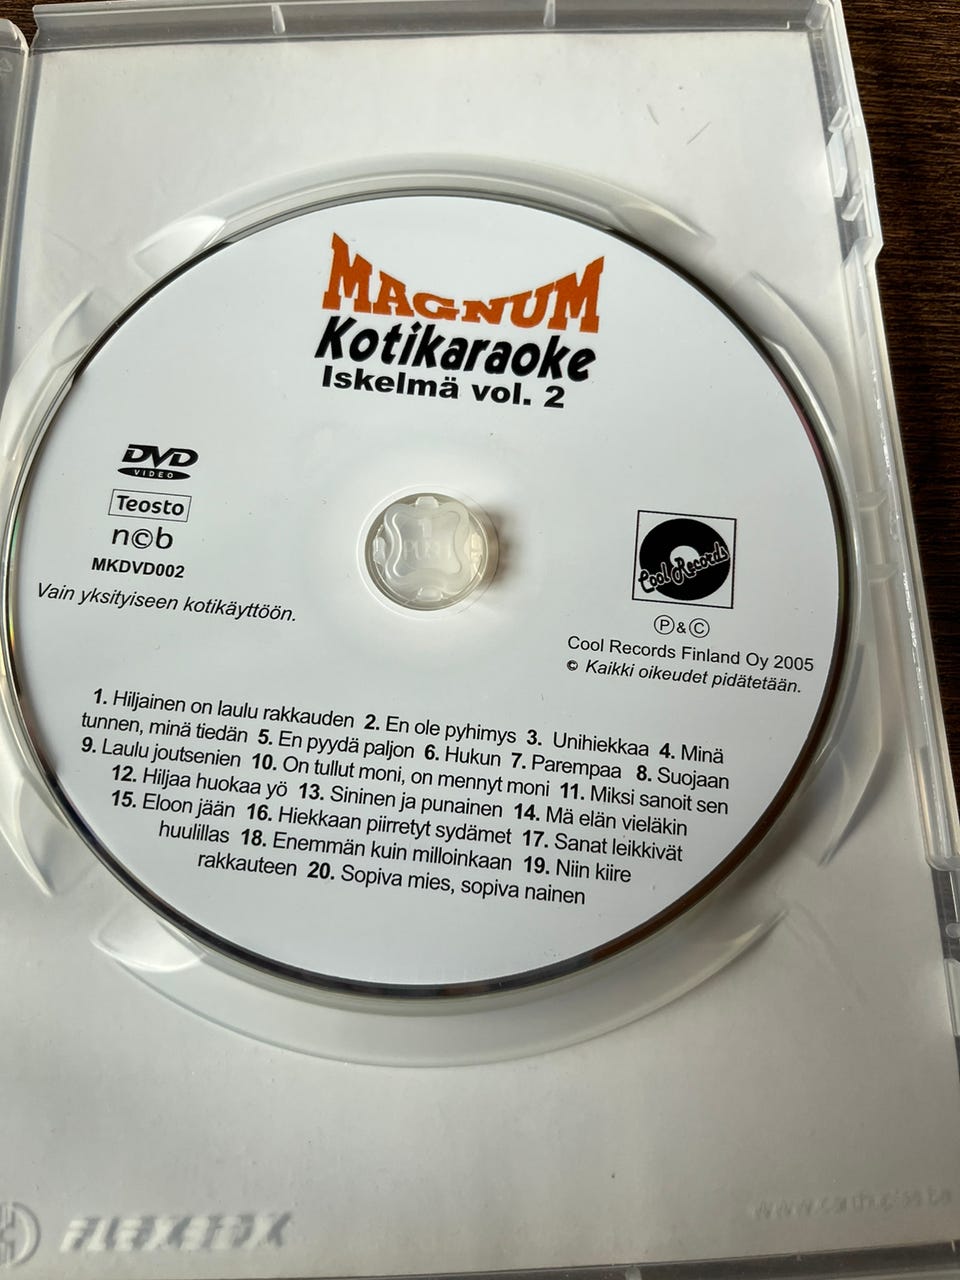 MAGNUM
Kotikaraoke
Iskelmä vol. 2
DVD
VIDEO
Teosto
n©b
MKDVD002
Vain yksityiseen kotikäyttöön.
PUSH
Cool Records
Ⓟ & Ⓒ
Cool Records Finland Oy 2005
© Kaikki oikeudet pidätetään.
1. Hiljainen on laulu rakkauden 2. En ole pyhimys 3. Unihiekkaa 4. Minä
tunnen, minä tiedän 5. En pyydä paljon 6. Hukun 7. Parempaa 8. Suojaan
9. Laulu joutsenien 10. On tullut moni, on mennyt moni 11. Miksi sanoit sen
12. Hiljaa huokaa yö 13. Sininen ja punainen 14. Mä elän vieläkin
15. Eloon jään 16. Hiekkaan piirretyt sydämet 17. Sanat leikkivät
huulillas 18. Enemmän kuin milloinkaan 19. Niin kiire
rakkauteen 20. Sopiva mies, sopiva nainen